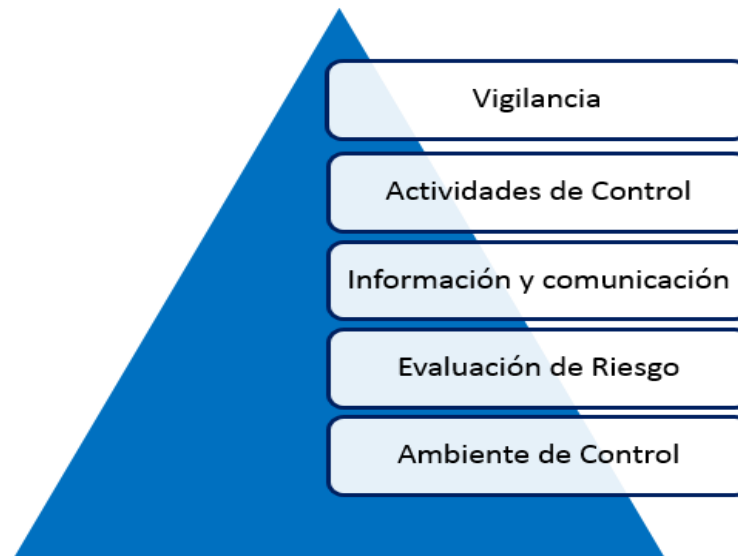 Vigilancia
Actividades de Control
Información y comunicación
Evaluación de Riesgo
Ambiente de Control